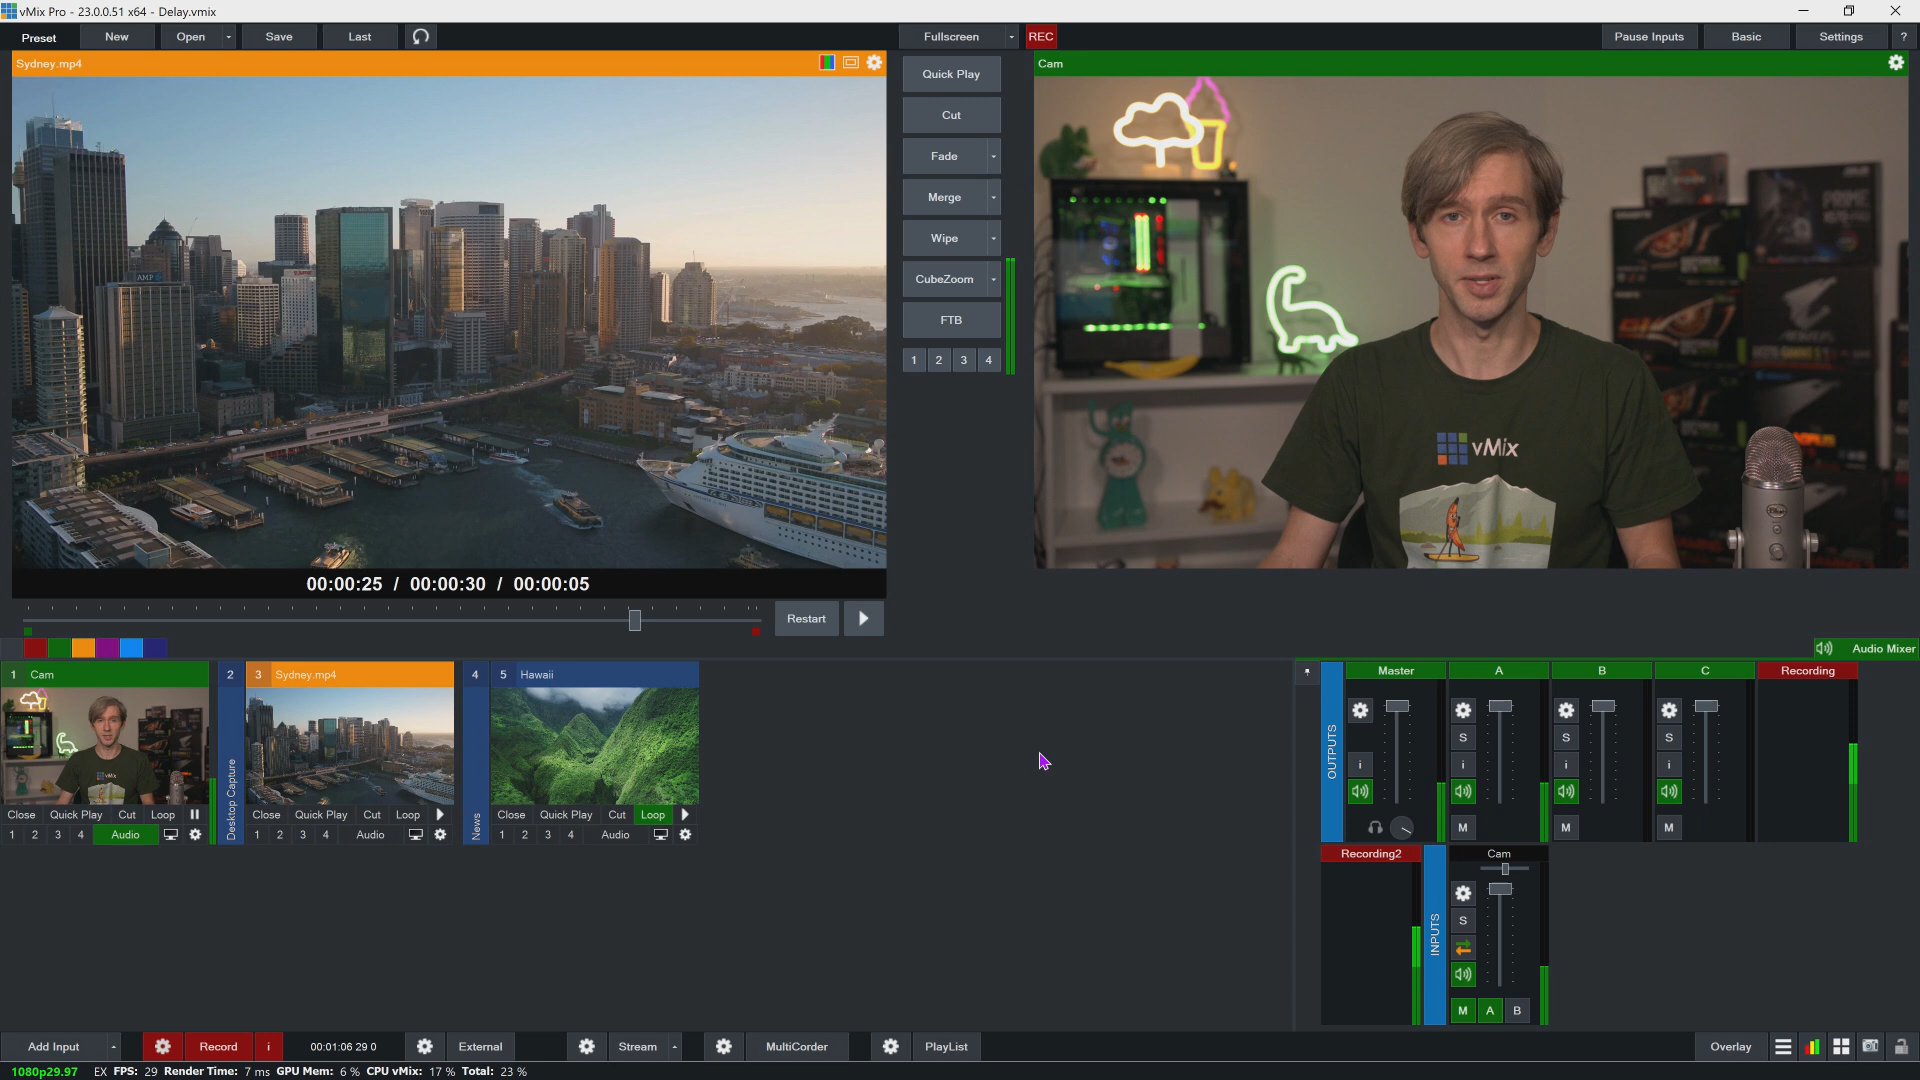 vMix Pro - 23.0.0.51 x64 - Delay.vmix
Preset New Open Save Last Fullscreen REC Pause Inputs Basic Settings ?
Sydney.mp4
Quick Play
Cam
Cut
Fade
Merge
Wipe
CubeZoom
FTB
1 2 3 4
AMP
vMix
00:00:25 / 00:00:30 / 00:00:05
Restart
Audio Mixer
1 Cam
2
3 Sydney.mp4
4
5 Hawaii
Desktop Capture
News
Close Quick Play Cut Loop
1 2 3 4 Audio
Close Quick Play Cut Loop
1 2 3 4 Audio
Close Quick Play Cut Loop
1 2 3 4 Audio
OUTPUTS
Master A B C Recording
S S S
i i i i
M M M
Recording2
INPUTS
Cam
S
M A B
Add Input Record i 00:01:06 29 0 External Stream MultiCorder PlayList Overlay
1080p29.97 EX FPS: 29 Render Time: 7 ms GPU Mem: 6 % CPU vMix: 17 % Total: 23 %